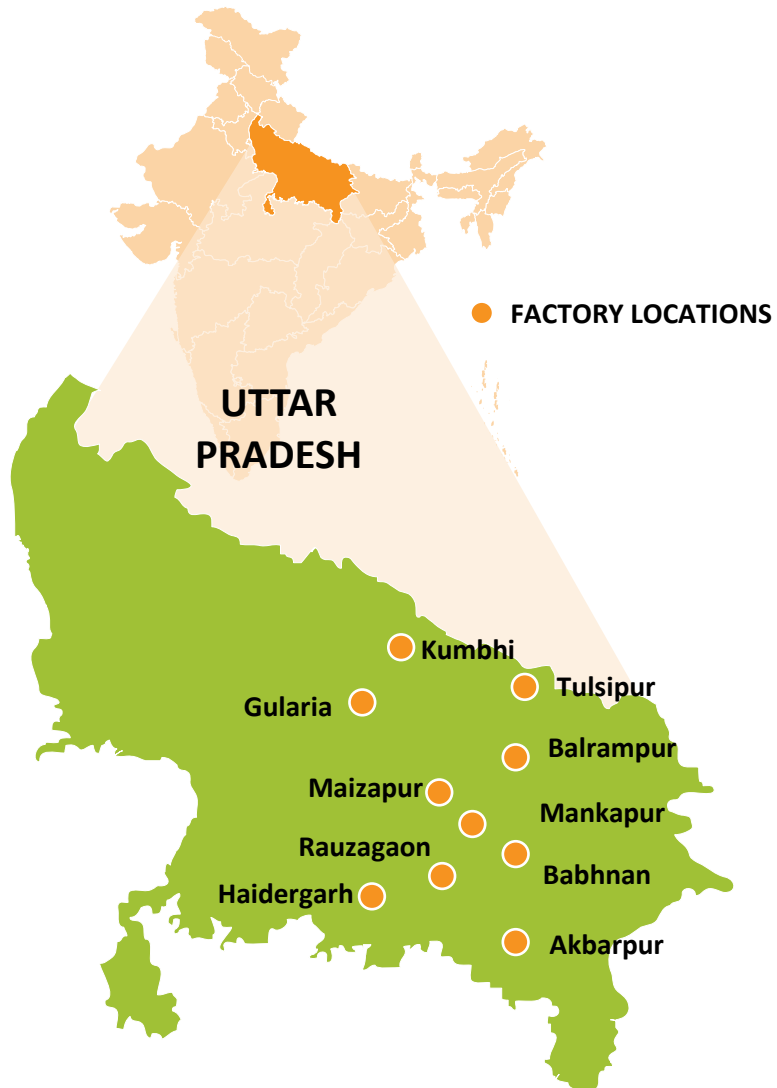 FACTORY LOCATIONS
UTTAR
PRADESH
Kumbhi
Tulsipur
Gularia
Balrampur
Maizapur
Mankapur
Rauzagaon
Babhnan
Haidergarh
Akbarpur